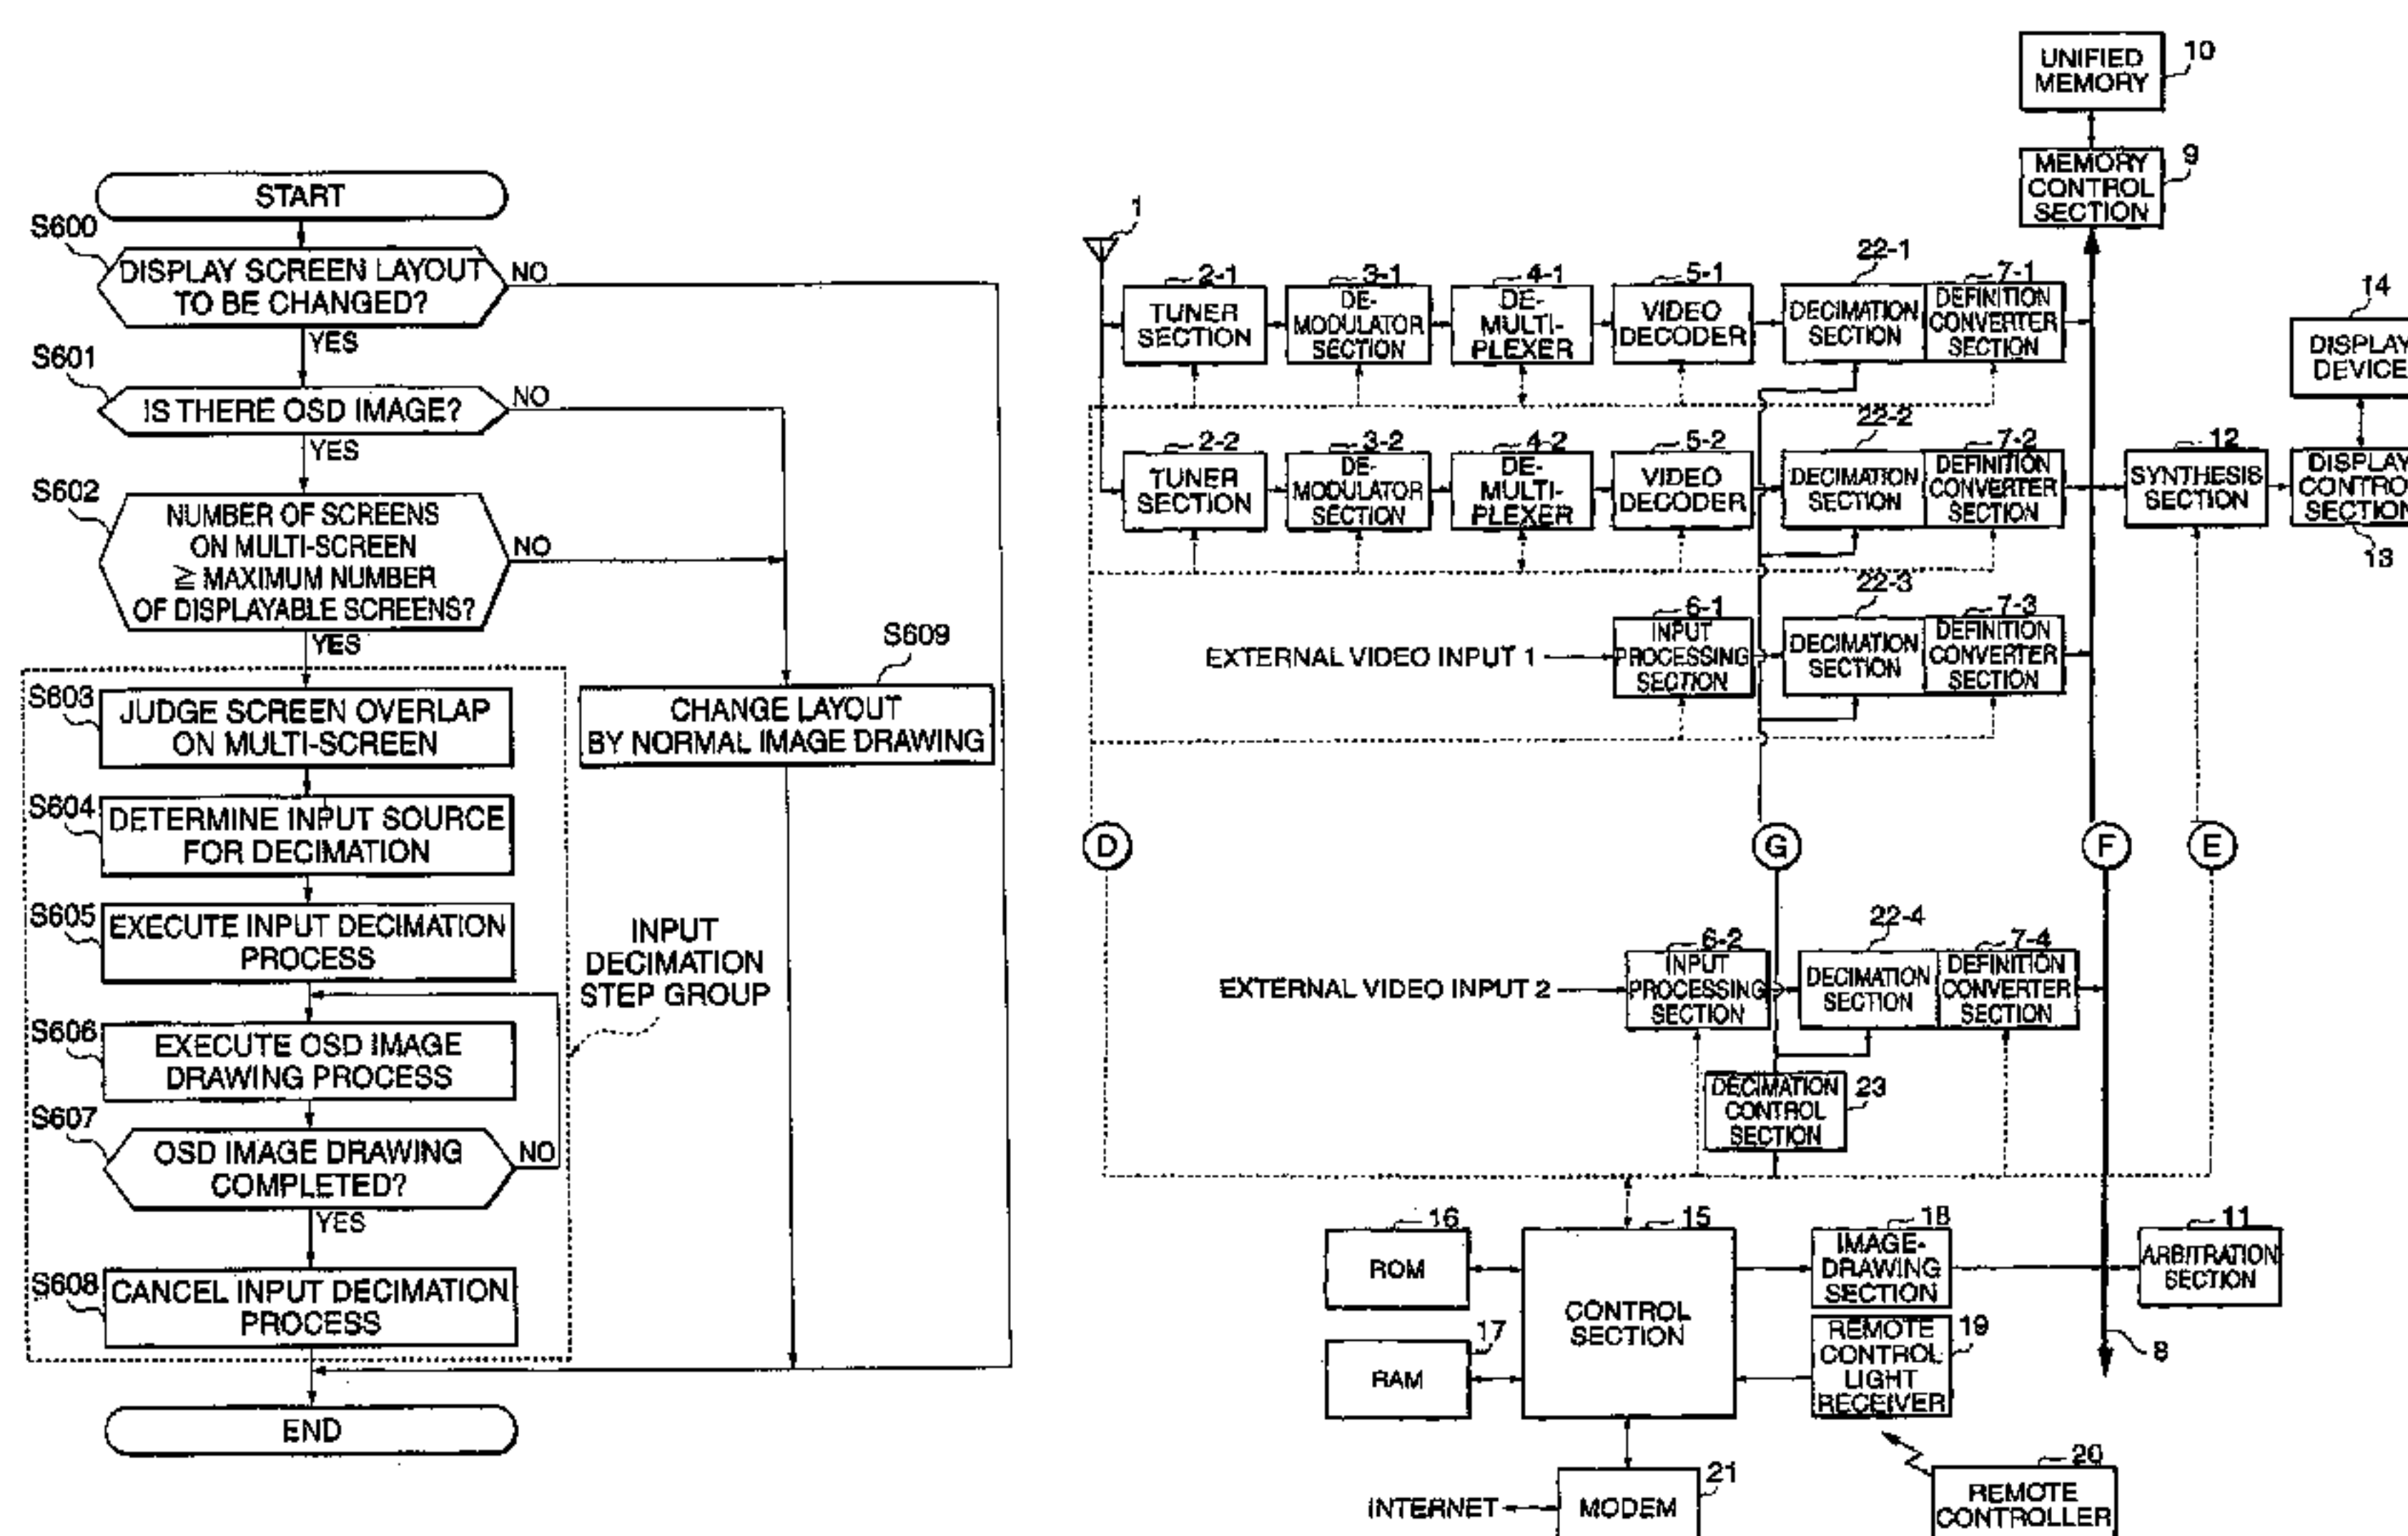 START
S600
DISPLAY SCREEN LAYOUT
TO BE CHANGED?
NO
YES
S601
IS THERE OSD IMAGE?
NO
YES
S602
NUMBER OF SCREENS
ON MULTI-SCREEN
≧ MAXIMUM NUMBER
OF DISPLAYABLE SCREENS?
NO
YES
S603
JUDGE SCREEN OVERLAP
ON MULTI-SCREEN
S609
CHANGE LAYOUT
BY NORMAL IMAGE DRAWING
S604
DETERMINE INPUT SOURCE
FOR DECIMATION
S605
EXECUTE INPUT DECIMATION
PROCESS
INPUT
DECIMATION
STEP GROUP
S606
EXECUTE OSD IMAGE
DRAWING PROCESS
S607
OSD IMAGE DRAWING
COMPLETED?
NO
YES
S608
CANCEL INPUT DECIMATION
PROCESS
END
UNIFIED
MEMORY
10
MEMORY
CONTROL
SECTION
9
1
2-1
TUNER
SECTION
3-1
DE-
MODULATOR
SECTION
4-1
DE-
MULTI-
PLEXER
5-1
VIDEO
DECODER
22-1
DECIMATION
SECTION
7-1
DEFINITION
CONVERTER
SECTION
14
DISPLAY
DEVICE
2-2
TUNER
SECTION
3-2
DE-
MODULATOR
SECTION
4-2
DE-
MULTI-
PLEXER
5-2
VIDEO
DECODER
22-2
DECIMATION
SECTION
7-2
DEFINITION
CONVERTER
SECTION
12
SYNTHESIS
SECTION
DISPLAY
CONTRO
SECTION
13
EXTERNAL VIDEO INPUT 1
6-1
INPUT
PROCESSING
SECTION
22-3
DECIMATION
SECTION
7-3
DEFINITION
CONVERTER
SECTION
D
G
F
E
EXTERNAL VIDEO INPUT 2
6-2
INPUT
PROCESSING
SECTION
22-4
DECIMATION
SECTION
7-4
DEFINITION
CONVERTER
SECTION
DECIMATION
CONTROL
SECTION
23
16
ROM
17
RAM
15
CONTROL
SECTION
18
IMAGE-
DRAWING
SECTION
11
ARBITRATION
SECTION
REMOTE
CONTROL
LIGHT
RECEIVER
19
8
INTERNET
MODEM
21
20
REMOTE
CONTROLLER